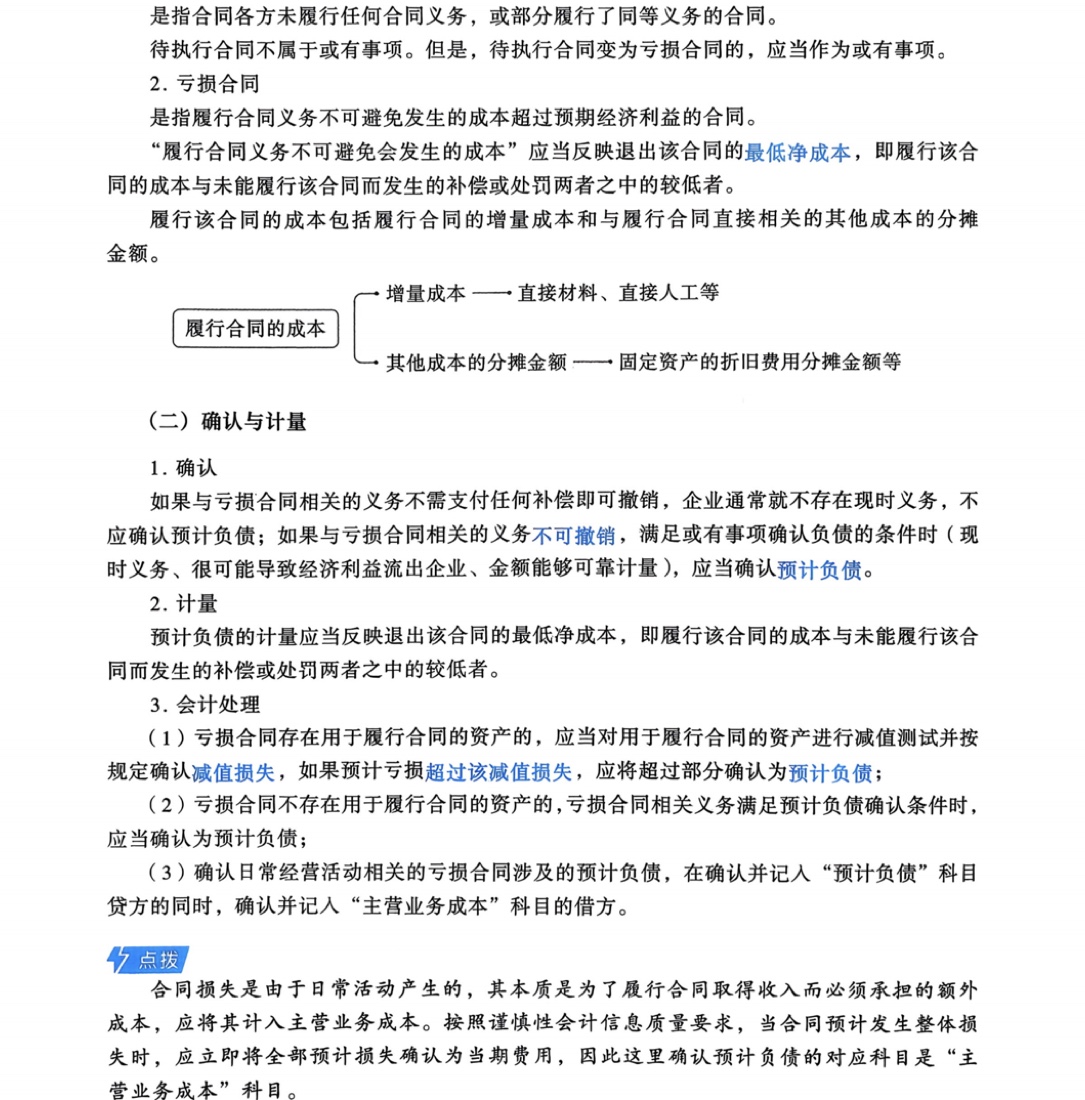 是指合同各方未履行任何合同义务，或部分履行了同等义务的合同。
待执行合同不属于或有事项。但是，待执行合同变为亏损合同的，应当作为或有事项。
2. 亏损合同
是指履行合同义务不可避免发生的成本超过预期经济利益的合同。
“履行合同义务不可避免会发生的成本”应当反映退出该合同的最低净成本，即履行该合
同的成本与未能履行该合同而发生的补偿或处罚两者之中的较低者。
履行该合同的成本包括履行合同的增量成本和与履行合同直接相关的其他成本的分摊
金额。
增量成本 直接材料、直接人工等
履行合同的成本
其他成本的分摊金额 固定资产的折旧费用分摊金额等
（二）确认与计量
1. 确认
如果与亏损合同相关的义务不需支付任何补偿即可撤销，企业通常就不存在现时义务，不
应确认预计负债；如果与亏损合同相关的义务不可撤销，满足或有事项确认负债的条件时（现
时义务、很可能导致经济利益流出企业、金额能够可靠计量），应当确认预计负债。
2. 计量
预计负债的计量应当反映退出该合同的最低净成本，即履行该合同的成本与未能履行该合
同而发生的补偿或处罚两者之中的较低者。
3. 会计处理
（1）亏损合同存在用于履行合同的资产的，应当对用于履行合同的资产进行减值测试并按
规定确认减值损失，如果预计亏损超过该减值损失，应将超过部分确认为预计负债；
（2）亏损合同不存在用于履行合同的资产的，亏损合同相关义务满足预计负债确认条件时，
应当确认为预计负债；
（3）确认日常经营活动相关的亏损合同涉及的预计负债，在确认并记入“预计负债”科目
贷方的同时，确认并记入“主营业务成本”科目的借方。
点拨
合同损失是由于日常活动产生的，其本质是为了履行合同取得收入而必须承担的额外
成本，应将其计入主营业务成本。按照谨慎性会计信息质量要求，当合同预计发生整体损
失时，应立即将全部预计损失确认为当期费用，因此这里确认预计负债的对应科目是“主
营业务成本”科目。